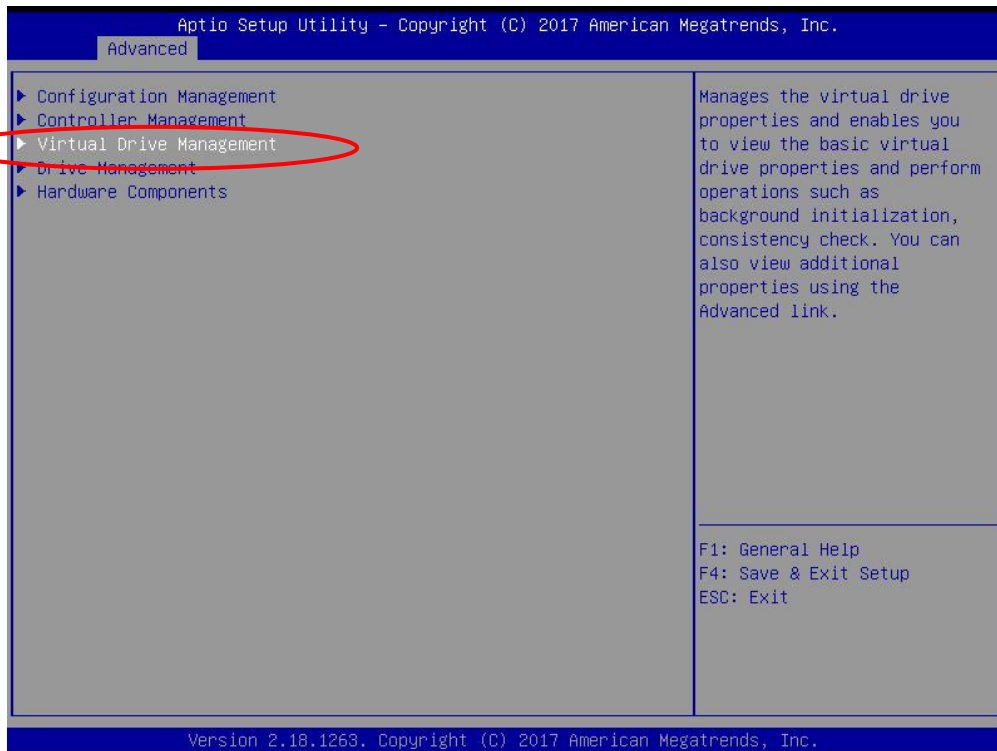 Aptio Setup Utility – Copyright (C) 2017 American Megatrends, Inc.
Advanced
Configuration Management
Controller Management
Virtual Drive Management
Drive Management
Hardware Components
Manages the virtual drive
properties and enables you
to view the basic virtual
drive properties and perform
operations such as
background initialization,
consistency check. You can
also view additional
properties using the
Advanced link.
F1: General Help
F4: Save & Exit Setup
ESC: Exit
Version 2.18.1263. Copyright (C) 2017 American Megatrends, Inc.